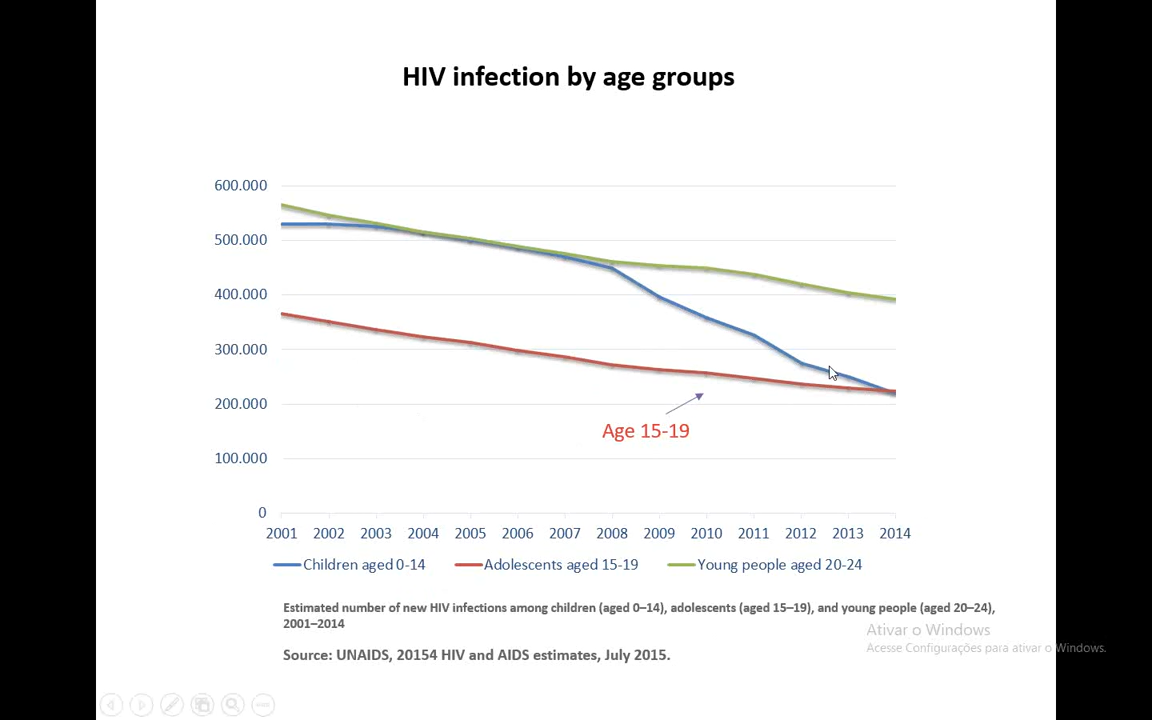 HIV infection by age groups
600.000
500.000
400.000
300.000
200.000
100.000
0
Age 15-19
2001 2002 2003 2004 2005 2006 2007 2008 2009 2010 2011 2012 2013 2014
Children aged 0-14 Adolescents aged 15-19 Young people aged 20-24
Estimated number of new HIV infections among children (aged 0–14), adolescents (aged 15–19), and young people (aged 20–24),
2001–2014
Source: UNAIDS, 20154 HIV and AIDS estimates, July 2015.
Ativar o Windows
Acesse Configurações para ativar o Windows.